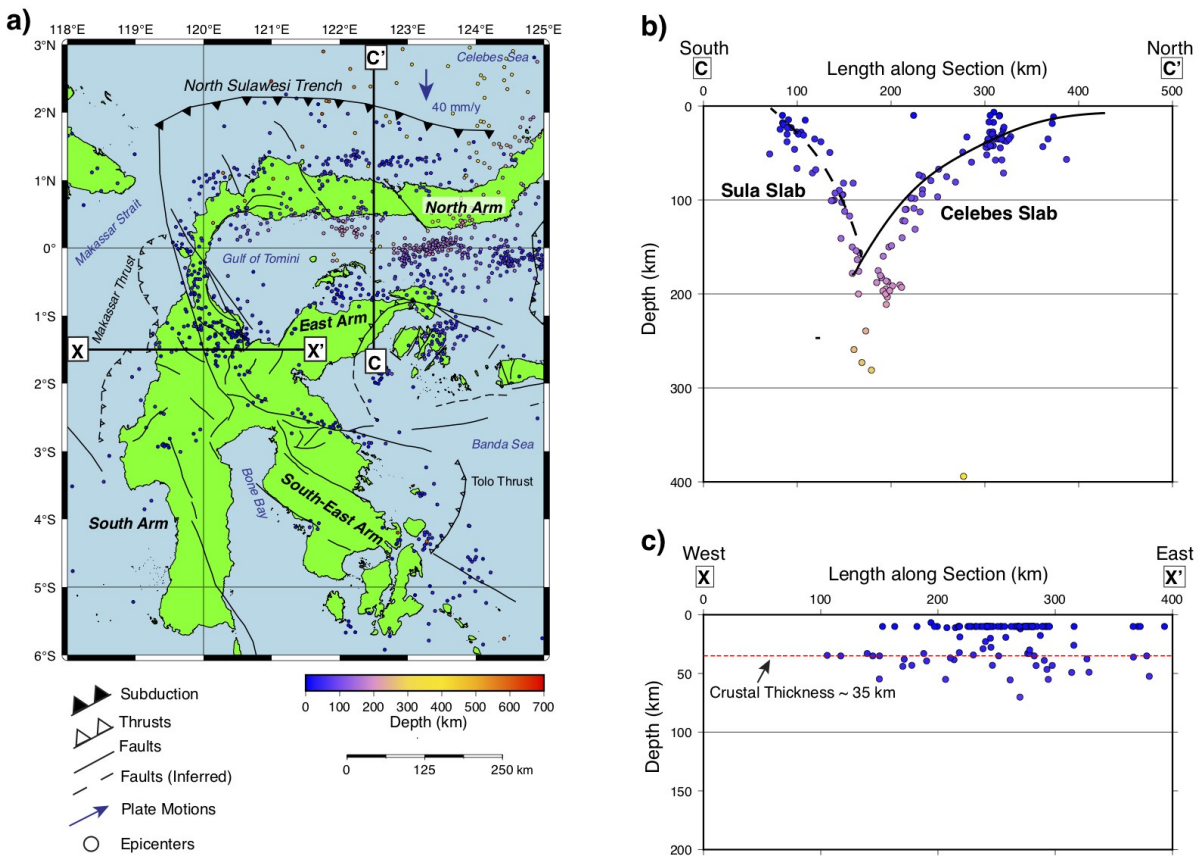 a)
118°E 119°E 120°E 121°E 122°E 123°E 124°E 125°E
3°N
2°N
1°N
0°
1°S
2°S
3°S
4°S
5°S
6°S
C'
Celebes Sea
North Sulawesi Trench
40 mm/y
North Arm
Makassar Strait
Gulf of Tomini
Makassar Thrust
East Arm
X
X'
C
Banda Sea
Tolo Thrust
Bone Bay
South-East Arm
South Arm
Subduction
Thrusts
Faults
Faults (Inferred)
Plate Motions
Epicenters
0 100 200 300 400 500 600 700
Depth (km)
0 125 250 km
b)
South
North
C
C'
Length along Section (km)
0 100 200 300 400 500
0
100
200
300
400
Depth (km)
Sula Slab
Celebes Slab
c)
West
East
X
X'
Length along Section (km)
0 100 200 300 400
0
50
100
150
200
Depth (km)
Crustal Thickness ~ 35 km